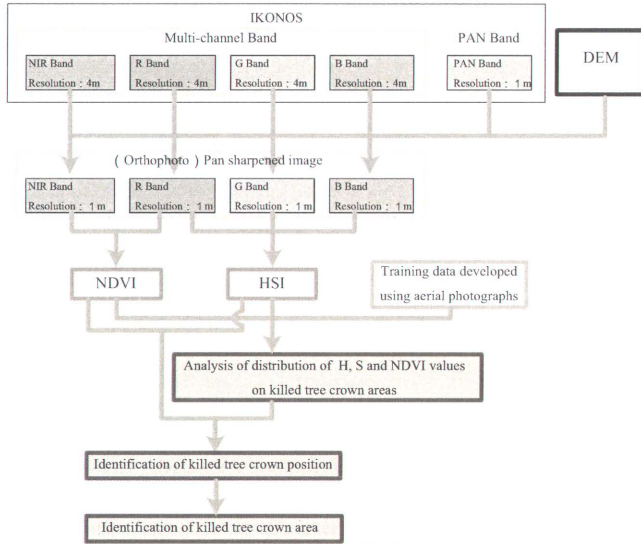 IKONOS
Multi-channel Band
PAN Band
DEM
NIR Band
Resolution： 4m
R Band
Resolution： 4m
G Band
Resolution： 4m
B Band
Resolution： 4m
PAN Band
Resolution： 1 m
( Orthophoto ) Pan sharpened image
NIR Band
Resolution： 1 m
R Band
Resolution： 1 m
G Band
Resolution： 1 m
B Band
Resolution： 1 m
NDVI
HSI
Training data developed
using aerial photographs
Analysis of distribution of H, S and NDVI values
on killed tree crown areas
Identification of killed tree crown position
Identification of killed tree crown area